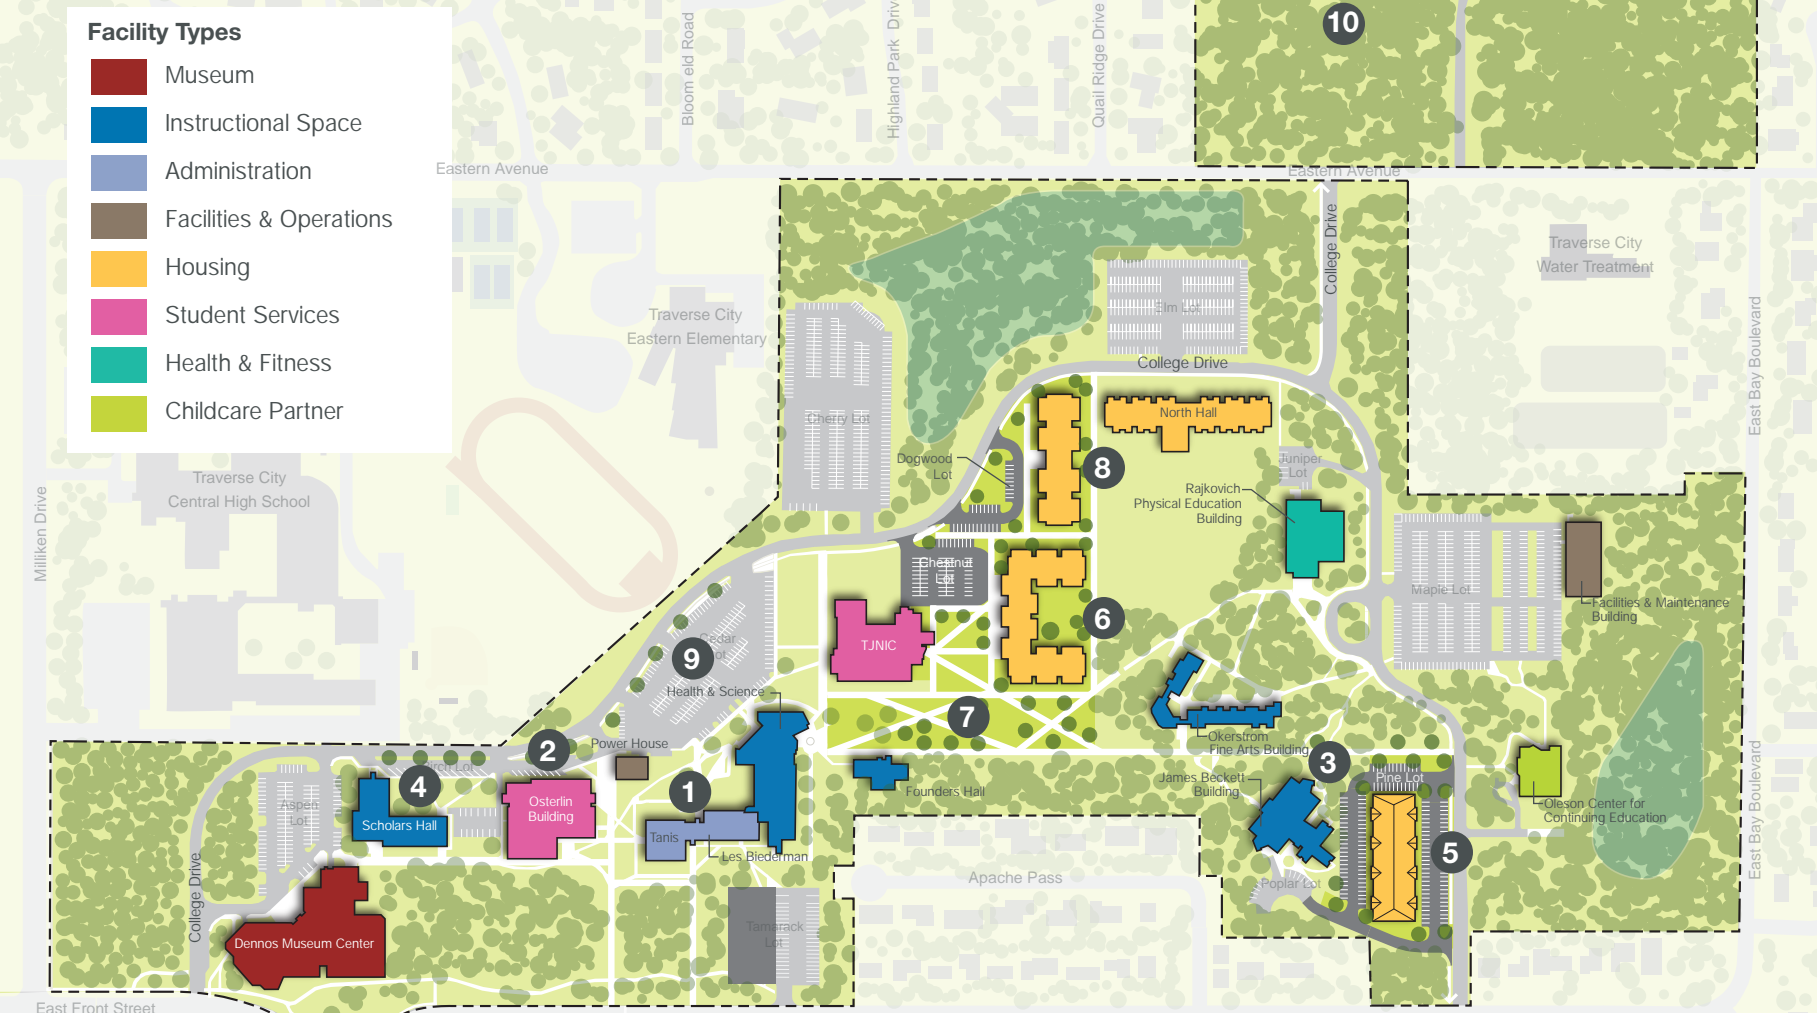 Facility Types
Museum
Instructional Space
Administration
Facilities & Operations
Housing
Student Services
Health & Fitness
Childcare Partner
10
Bloom eld Road
Highland Park Driv
Quail Ridge Drive
Eastern Avenue
Eastern Avenue
College Drive
Traverse City
Water Treatment
Traverse City
Eastern Elementary
Elm Lot
College Drive
East Bay Boulevard
Cherry Lot
North Hall
Dogwood
Lot
8
Juniper
Lot
Rajkovich
Physical Education
Building
Traverse City
Central High School
Milliken Drive
Chestnut
Lot
Maple Lot
Facilities & Maintenance
Building
6
TJNIC
Cedar
Lot
9
Health & Science
7
Okerstrom
Fine Arts Building
Power House
2
Birch Lot
3
4
1
James Beckett
Building
Pine Lot
Founders Hall
Aspen
Lot
Osterlin
Building
Scholars Hall
Tanis
Les Biederman
Oleson Center for
Continuing Education
East Bay Boulevard
5
Apache Pass
Poplar Lot
College Drive
Tamarack
Lot
Dennos Museum Center
East Front Street